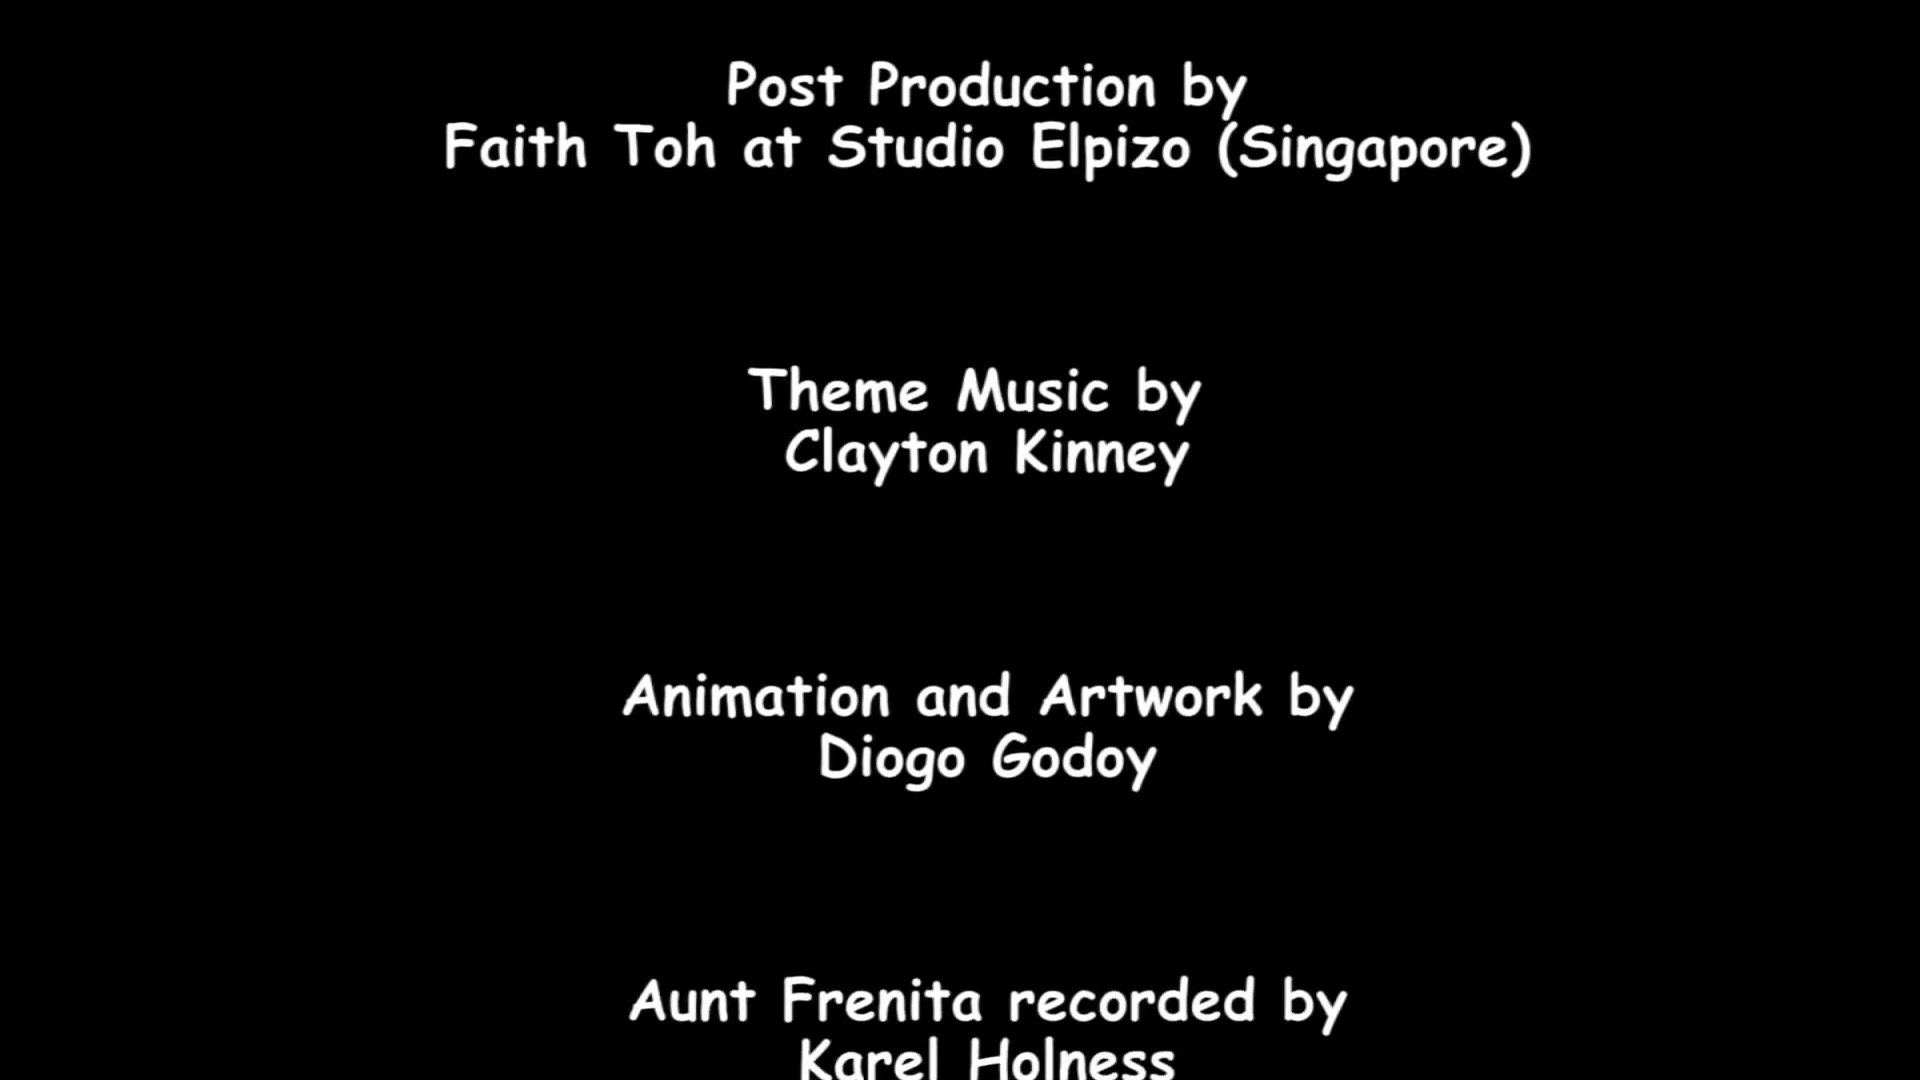 Post Production by
Faith Toh at Studio Elpizo (Singapore)
Theme Music by
Clayton Kinney
Animation and Artwork by
Diogo Godoy
Aunt Frenita recorded by
Karel Holness